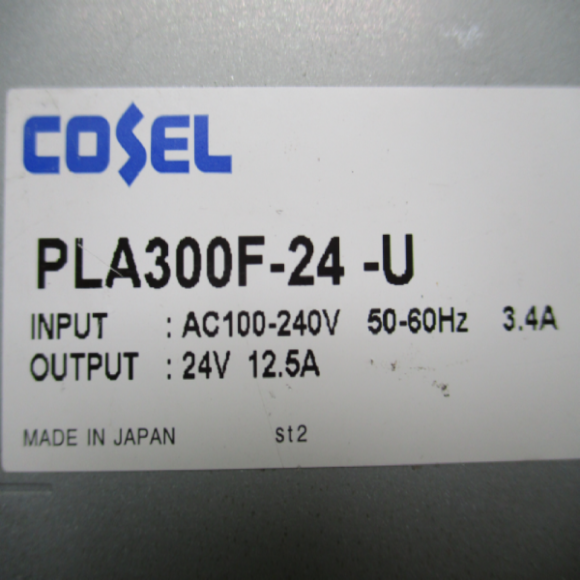 COSEL
PLA300F-24 -U
INPUT : AC100-240V 50-60Hz 3.4A
OUTPUT : 24V 12.5A
MADE IN JAPAN st2